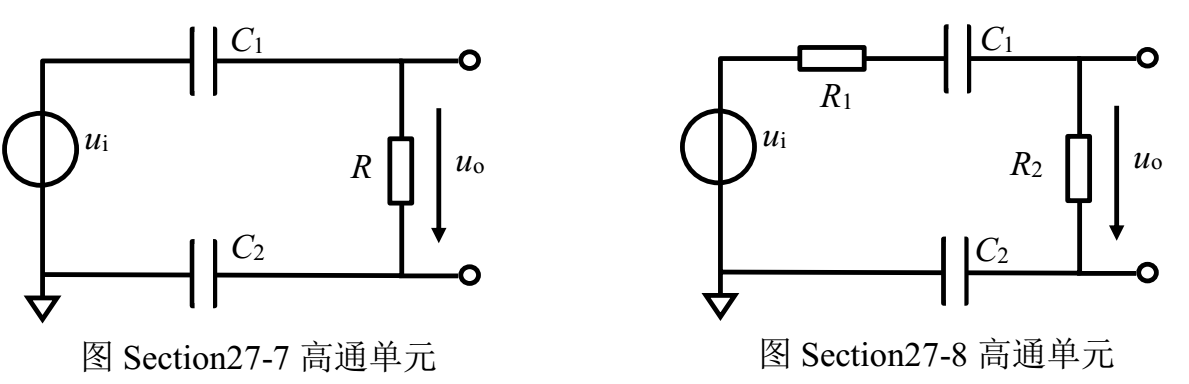 C1
ui
R
uo
C2
图 Section27-7 高通单元
R1
C1
ui
R2
uo
C2
图 Section27-8 高通单元